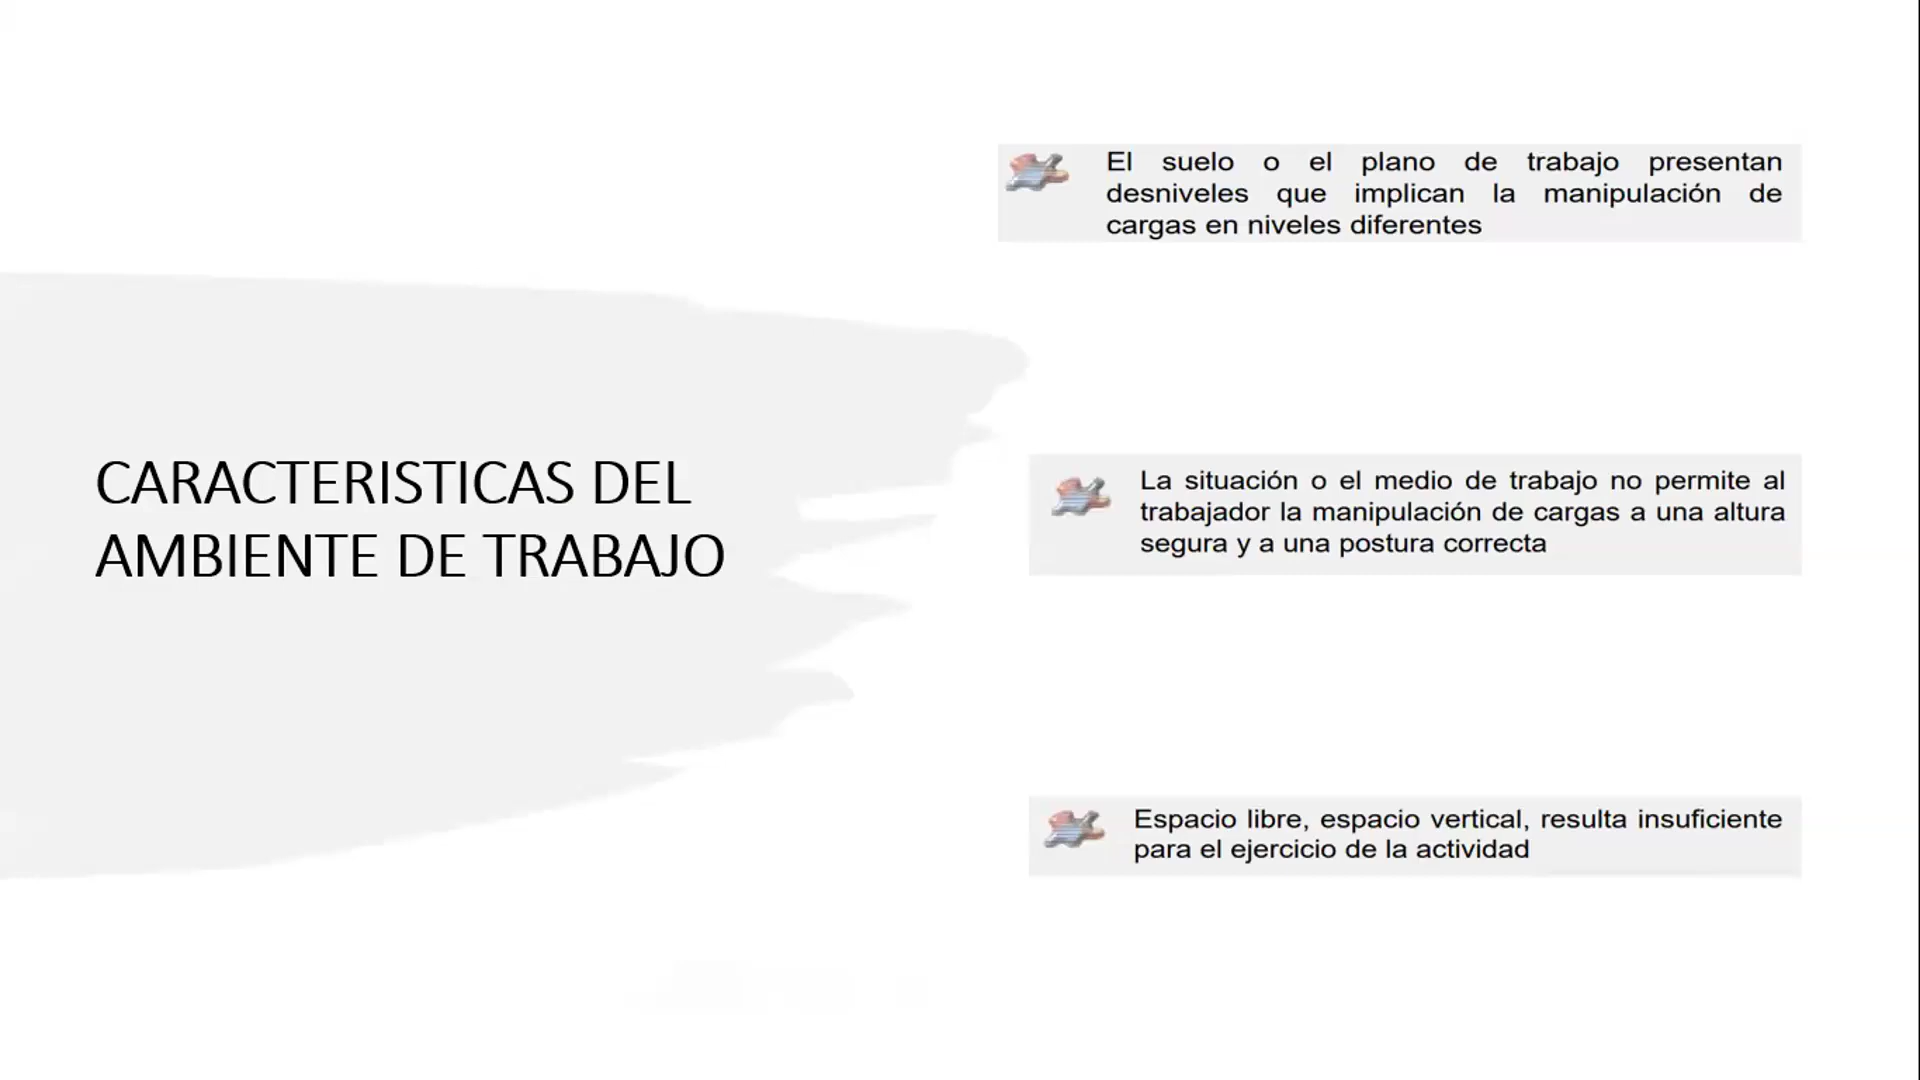 CARACTERISTICAS DEL
AMBIENTE DE TRABAJO
El suelo o el plano de trabajo presentan
desniveles que implican la manipulación de
cargas en niveles diferentes
La situación o el medio de trabajo no permite al
trabajador la manipulación de cargas a una altura
segura y a una postura correcta
Espacio libre, espacio vertical, resulta insuficiente
para el ejercicio de la actividad